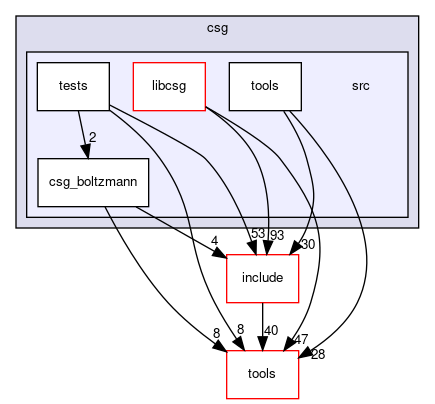 csg
tests
libcsg
tools
src
2
csg_boltzmann
4
53
93
30
include
8
8
40
47
28
tools